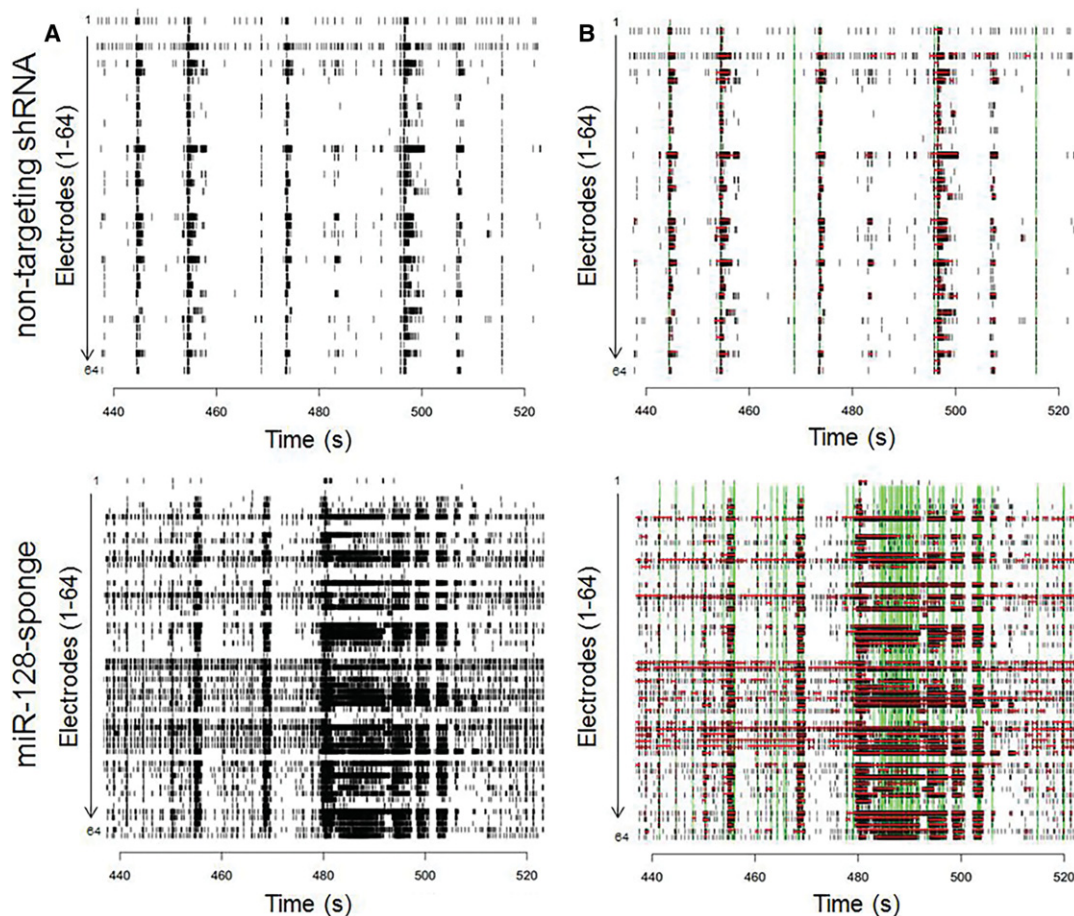 A
B
non-targeting shRNA
Electrodes (1-64)
1
64
440 460 480 500 520
Time (s)
Electrodes (1-64)
1
64
440 460 480 500 520
Time (s)
miR-128-sponge
Electrodes (1-64)
1
64
440 460 480 500 520
Time (s)
Electrodes (1-64)
1
64
440 460 480 500 520
Time (s)